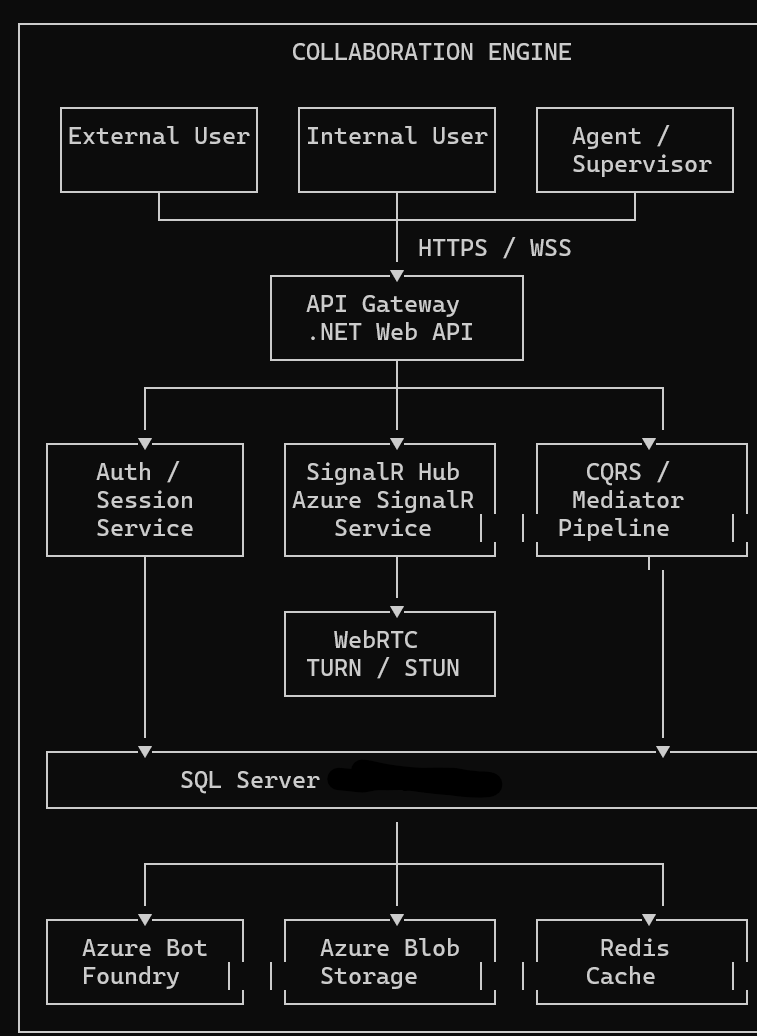 COLLABORATION ENGINE
External User
Internal User
Agent /
Supervisor
HTTPS / WSS
API Gateway
.NET Web API
Auth /
Session
Service
SignalR Hub
Azure SignalR
Service
CQRS /
Mediator
Pipeline
WebRTC
TURN / STUN
SQL Server
Azure Bot
Foundry
Azure Blob
Storage
Redis
Cache